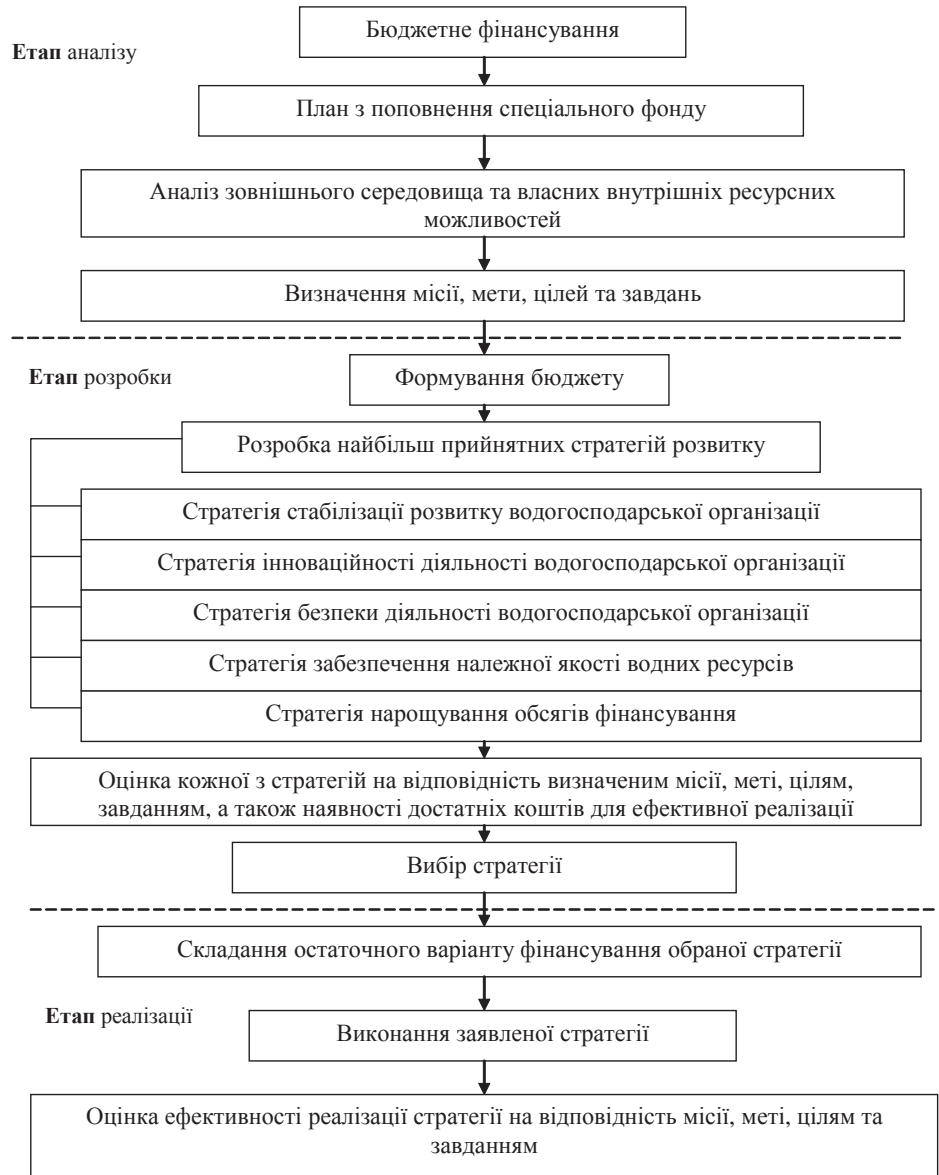 Бюджетне фінансування
Етап аналізу
План з поповнення спеціального фонду
Аналіз зовнішнього середовища та власних внутрішніх ресурсних
можливостей
Визначення місії, мети, цілей та завдань
Етап розробки
Формування бюджету
Розробка найбільш прийнятних стратегій розвитку
Стратегія стабілізації розвитку водогосподарської організації
Стратегія інноваційності діяльності водогосподарської організації
Стратегія безпеки діяльності водогосподарської організації
Стратегія забезпечення належної якості водних ресурсів
Стратегія нарощування обсягів фінансування
Оцінка кожної з стратегій на відповідність визначеним місії, меті, цілям,
завданням, а також наявності достатніх коштів для ефективної реалізації
Вибір стратегії
Складання остаточного варіанту фінансування обраної стратегії
Етап реалізації
Виконання заявленої стратегії
Оцінка ефективності реалізації стратегії на відповідність місії, меті, цілям та
завданням